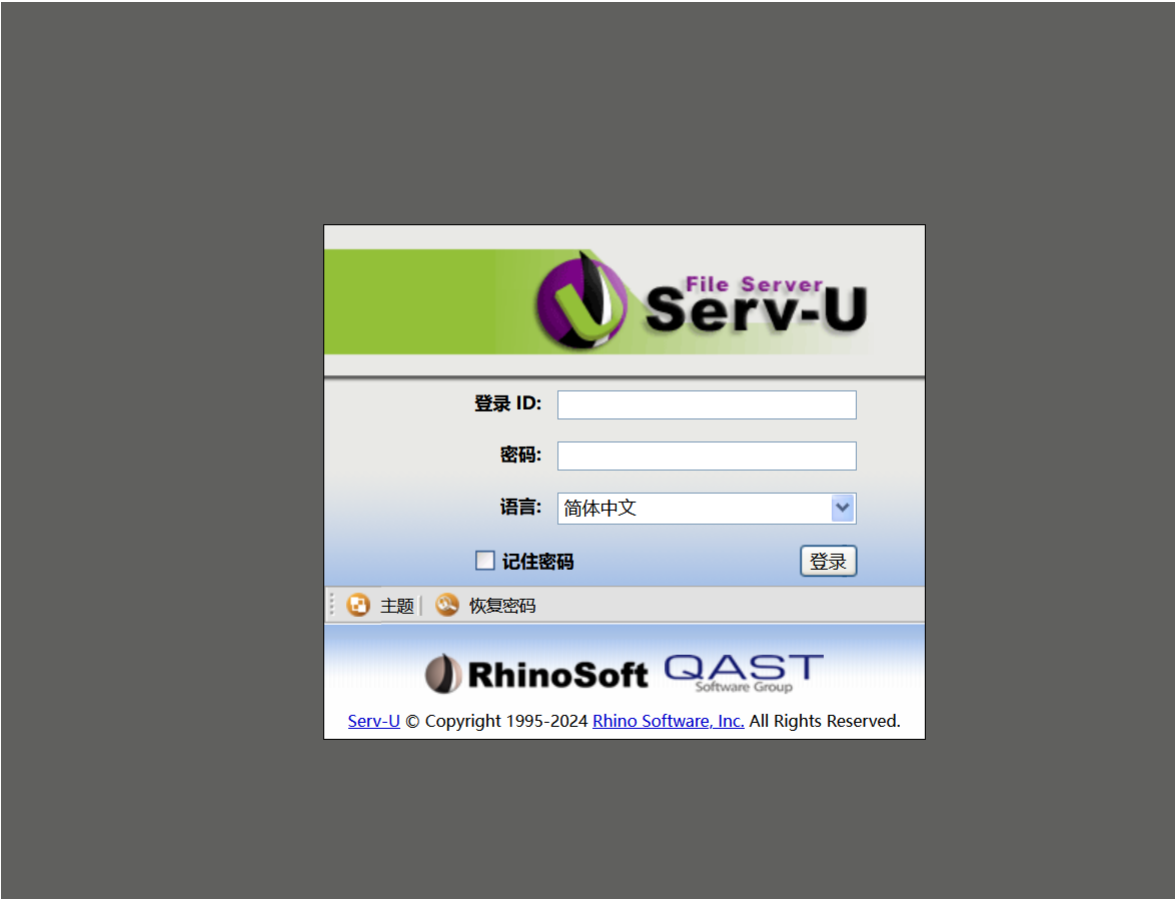 File Server
Serv-U
登录 ID:
密码:
语言: 简体中文
记住密码 登录
主题 恢复密码
RhinoSoft QAST
Software Group
Serv-U © Copyright 1995-2024 Rhino Software, Inc. All Rights Reserved.